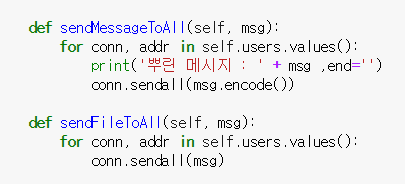 def sendMessageToAll(self, msg):
    for conn, addr in self.users.values():
        print('뿌린 메시지 : ' + msg ,end='')
        conn.sendall(msg.encode())
def sendFileToAll(self, msg):
    for conn, addr in self.users.values():
        conn.sendall(msg)